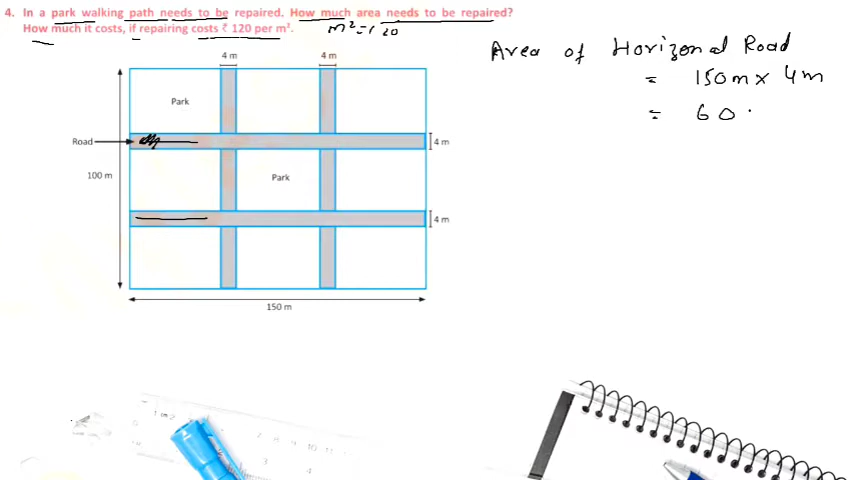 4. In a park walking path needs to be repaired. How much area needs to be repaired?
How much it costs, if repairing costs ₹ 120 per m².
m² = ₹ 120
4 m
4 m
Park
Road
4 m
100 m
Park
4 m
150 m
Area of Horizonal Road
= 150m x 4m
= 60